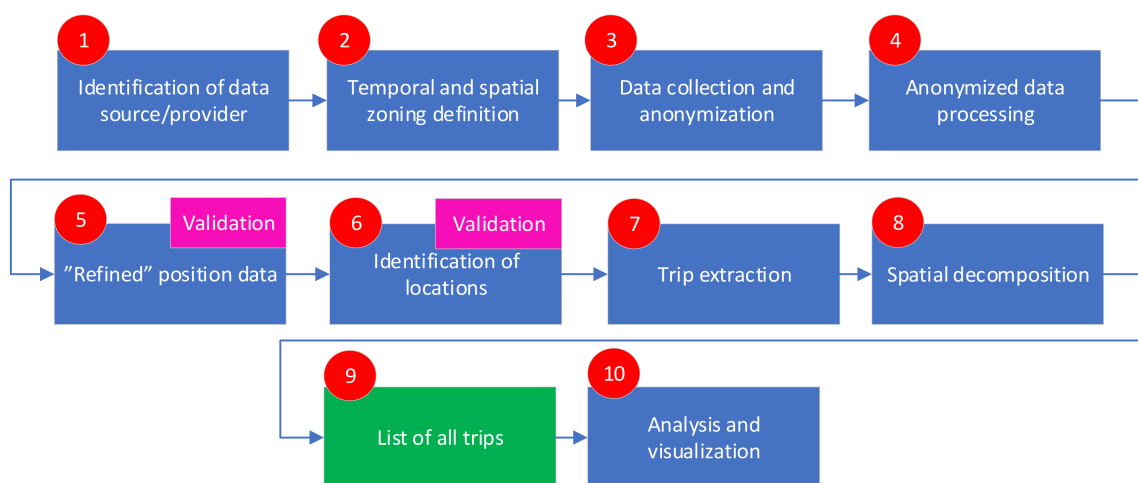 1
Identification of data
source/provider
2
Temporal and spatial
zoning definition
3
Data collection and
anonymization
4
Anonymized data
processing
5
Validation
”Refined” position data
6
Validation
Identification of
locations
7
Trip extraction
8
Spatial decomposition
9
List of all trips
10
Analysis and
visualization